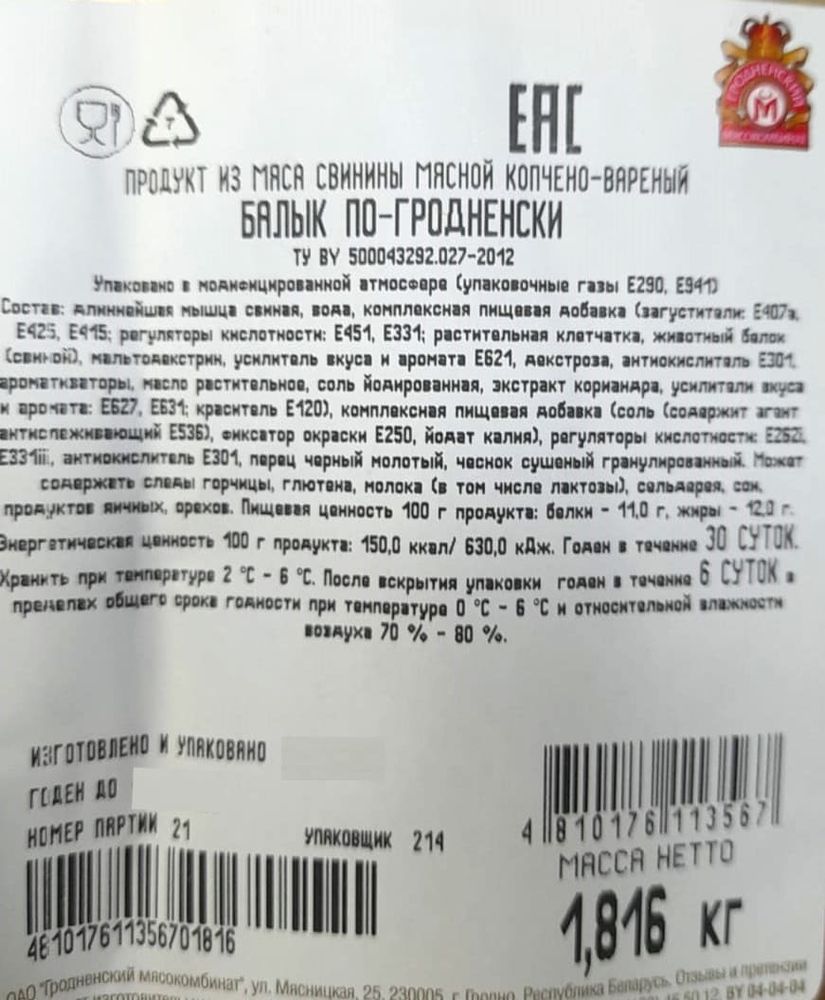 ГРОДНЕНСКИЙ
МЯСОКОМБИНАТ
EAC
ПРОДУКТ ИЗ МЯСА СВИНИНЫ МЯСНОЙ КОПЧЕНО-ВАРЕНЫЙ
БАЛЫК ПО-ГРОДНЕНСКИ
ТУ BY 500043292.027-2012
Упаковано в модифицированной атмосфере (упаковочные газы Е290, Е941)
Состав: длиннейшая мышца свиная, вода, комплексная пищевая добавка (загустители: Е407а,
Е425, Е415; регуляторы кислотности: Е451, Е331; растительная клетчатка, животный белок
(свиной), мальтодекстрин, усилитель вкуса и аромата Е621, декстроза, антиокислитель Е301,
ароматизаторы, масло растительное, соль йодированная, экстракт кориандра, усилители вкуса
и аромата: Е627, Е631; краситель Е120), комплексная пищевая добавка (соль (содержит агент
антислеживающий Е536), фиксатор окраски Е250, йодат калия), регуляторы кислотности:
Е331iii, антиокислитель Е301, перец черный молотый, чеснок сушеный гранулированный. Может
содержать следы горчицы, глютена, молока (в том числе лактозы), сельдерея, сои,
продуктов яичных, орехов. Пищевая ценность 100 г продукта: белки - 11,0 г, жиры - 12,0 г.
Энергетическая ценность 100 г продукта: 150,0 ккал/ 630,0 кДж. Годен в течение 30 СУТОК.
Хранить при температуре 2 °С - 6 °С. После вскрытия упаковки годен в течение 6 СУТОК в
пределах общего срока годности при температуре 0 °С - 6 °С и относительной влажности
воздуха 70 % - 80 %.
ИЗГОТОВЛЕНО И УПАКОВАНО
ГОДЕН ДО
НОМЕР ПАРТИИ 21
УПАКОВЩИК 214
4 810176 113567
МАССА НЕТТО
1,816 КГ
481017611356701816
ОАО "Гродненский мясокомбинат", ул. Мясницкая, 25, 230005, г. Гродно, Республика Беларусь. Отзывы и претензии
BY 04-04-04